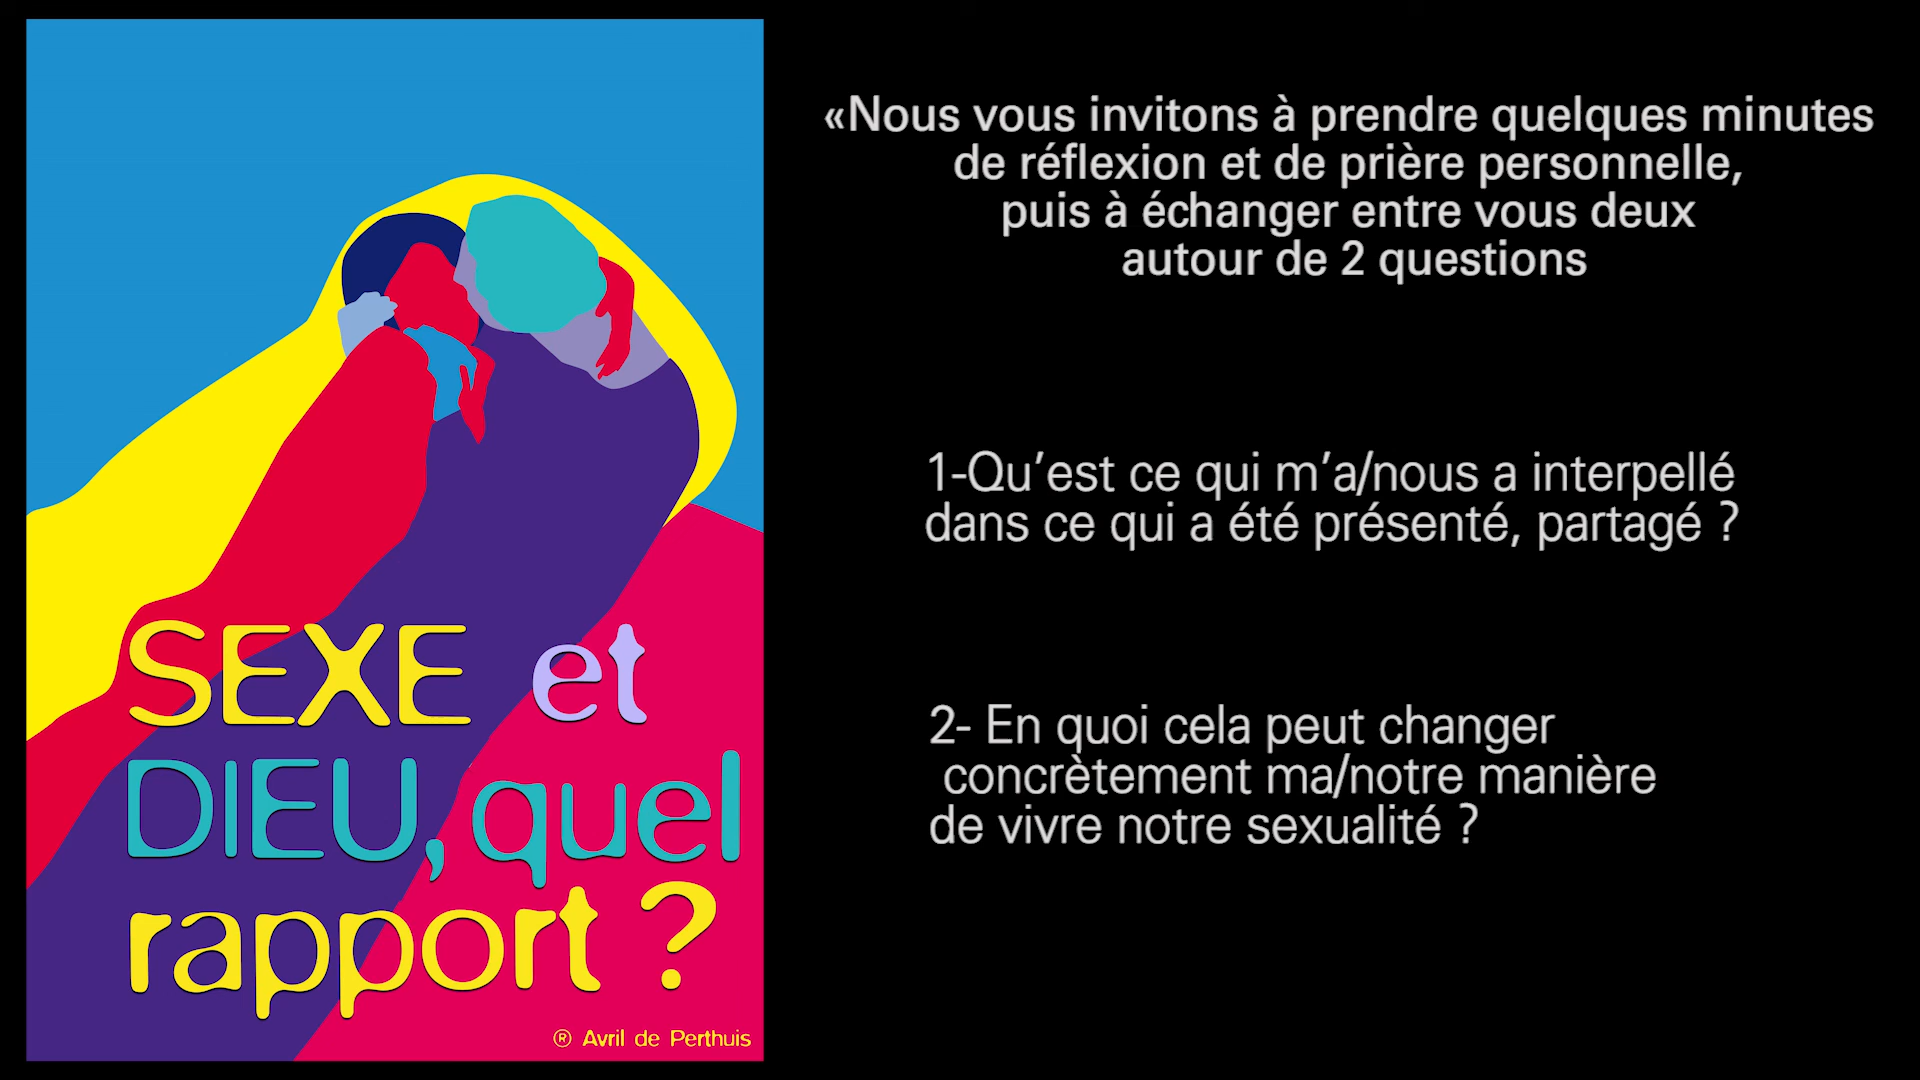 SEXE et
DIEU, quel
rapport ?
® Avril de Perthuis
«Nous vous invitons à prendre quelques minutes
de réflexion et de prière personnelle,
puis à échanger entre vous deux
autour de 2 questions
1-Qu’est ce qui m’a/nous a interpellé
dans ce qui a été présenté, partagé ?
2- En quoi cela peut changer
concrètement ma/notre manière
de vivre notre sexualité ?